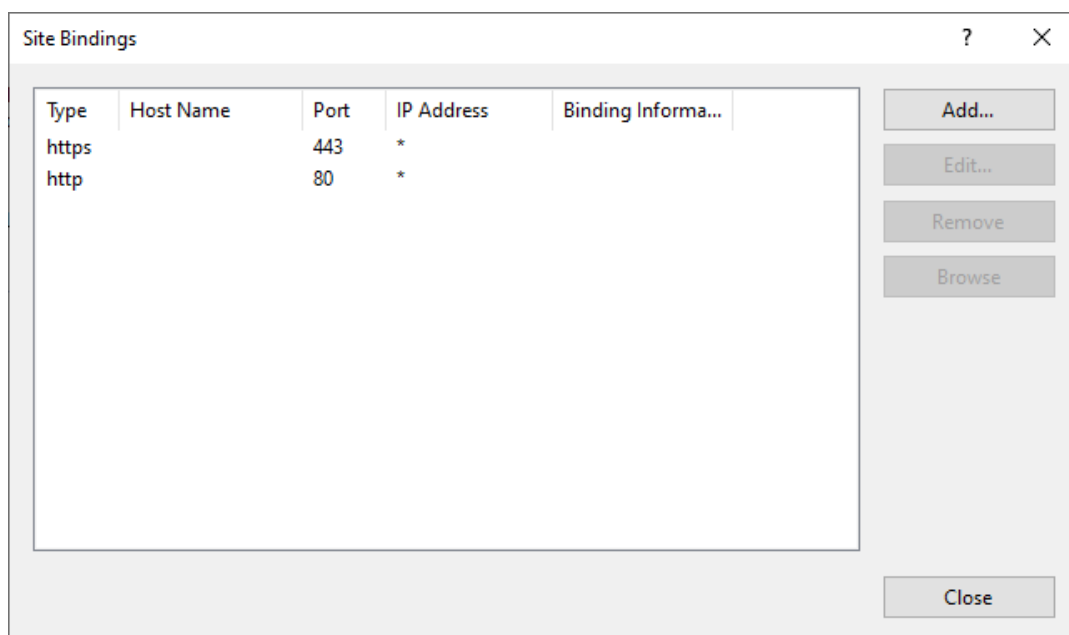 Site Bindings ?
Type Host Name Port IP Address Binding Informa...
https 443 *
http 80 *
Add...
Edit...
Remove
Browse
Close